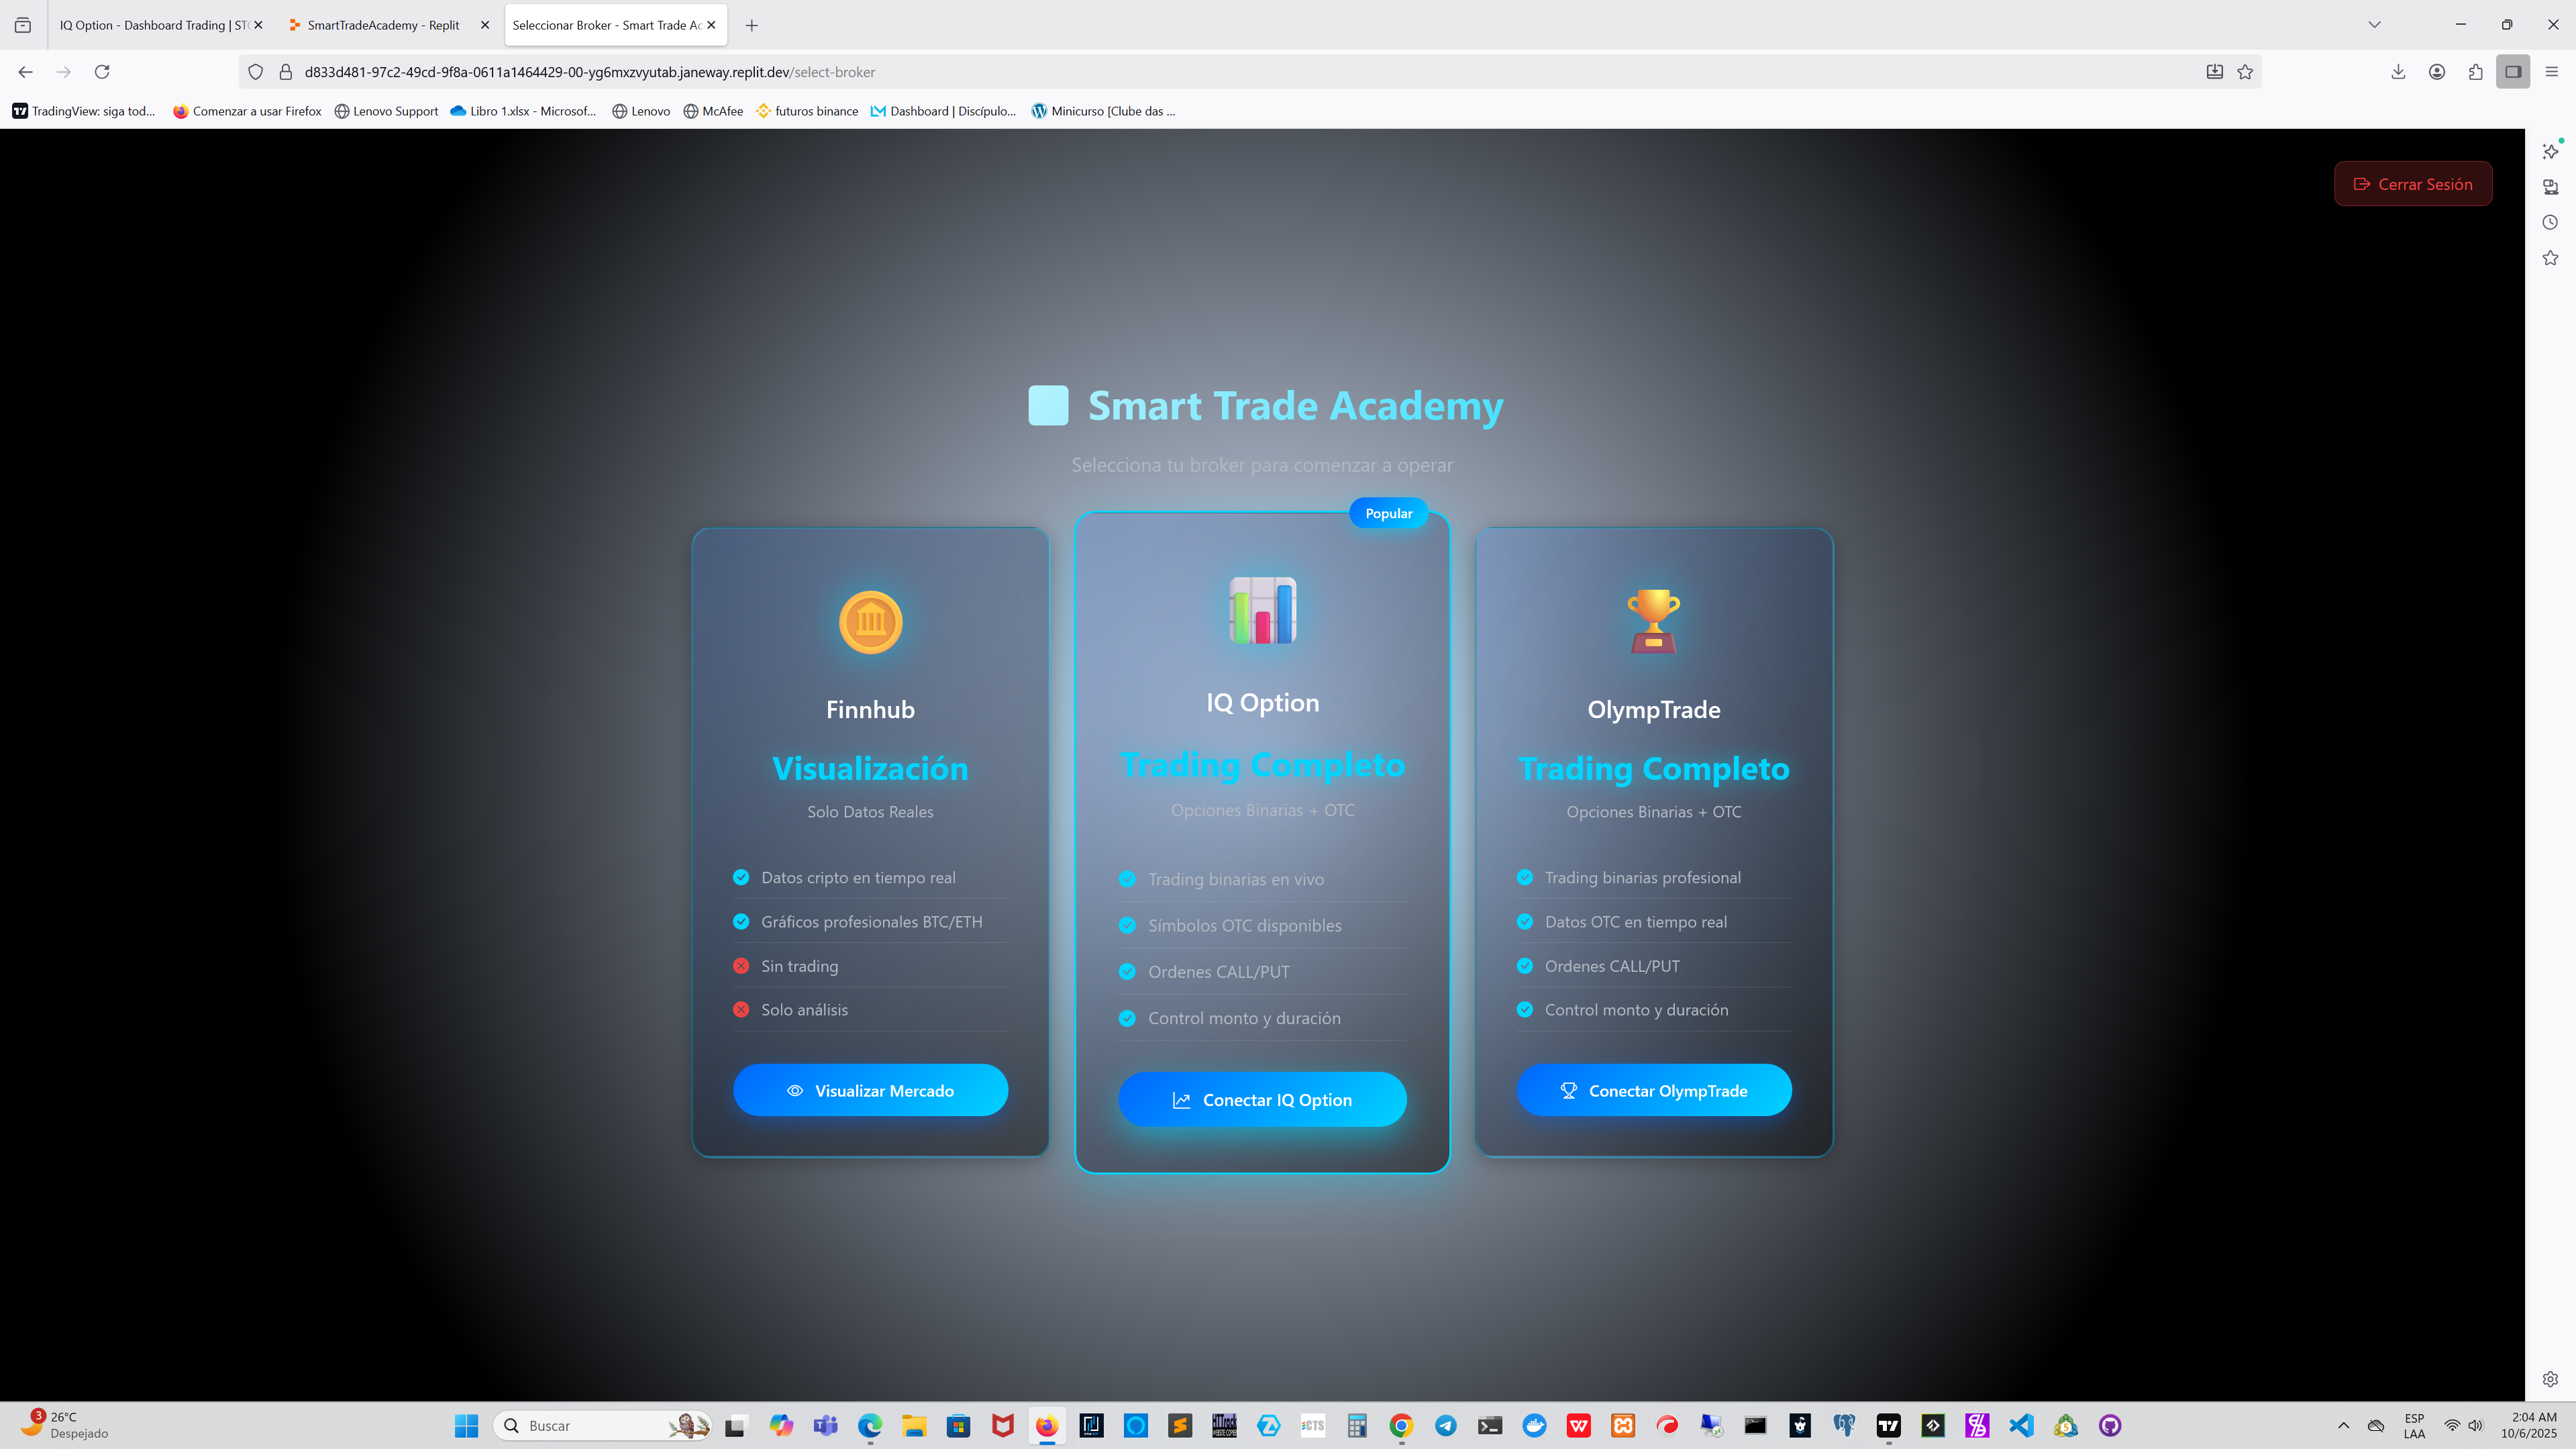 IQ Option - Dashboard Trading | ST
SmartTradeAcademy - Replit
Seleccionar Broker - Smart Trade Ac
d833d481-97c2-49cd-9f8a-0611a1464429-00-yg6mxzvyutab.janeway.replit.dev/select-broker
TradingView: siga tod...
Comenzar a usar Firefox
Lenovo Support
Libro 1.xlsx - Microsof...
Lenovo
McAfee
futuros binance
Dashboard | Discípulo...
Minicurso [Clube das ...
Cerrar Sesión
Smart Trade Academy
Selecciona tu broker para comenzar a operar
Finnhub
Visualización
Solo Datos Reales
Datos cripto en tiempo real
Gráficos profesionales BTC/ETH
Sin trading
Solo análisis
Visualizar Mercado
Popular
IQ Option
Trading Completo
Opciones Binarias + OTC
Trading binarias en vivo
Símbolos OTC disponibles
Ordenes CALL/PUT
Control monto y duración
Conectar IQ Option
OlympTrade
Trading Completo
Opciones Binarias + OTC
Trading binarias profesional
Datos OTC en tiempo real
Ordenes CALL/PUT
Control monto y duración
Conectar OlympTrade
3
26°C
Despejado
Buscar
ESP
LAA
2:04 AM
10/6/2025